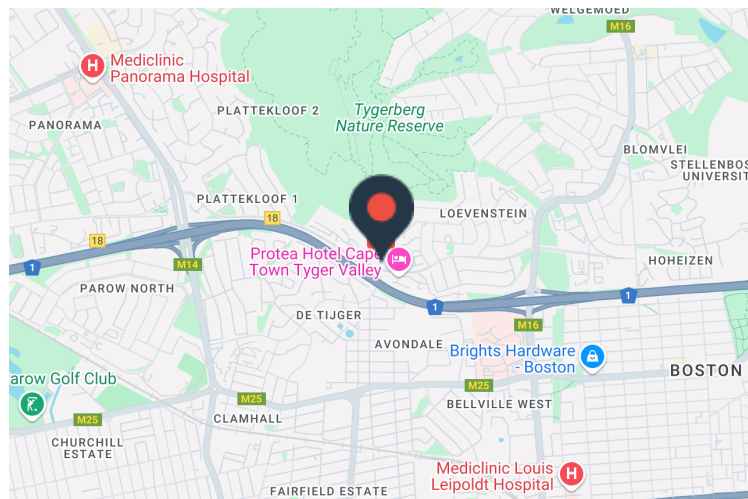 WELGEMOED
M16
Mediclinic
Panorama Hospital
H
PLATTEKLOOF 2
Tygerberg
Nature Reserve
PANORAMA
BLOMVLEI
STELLENBOS
UNIVERSIT
PLATTEKLOOF 1
18
LOEVENSTEIN
18
Protea Hotel Cape
Town Tyger Valley
HOHEIZEN
1
M14
PARROW NORTH
1
1
DE TIJGER
M16
AVONDALE
Brights Hardware
- Boston
BOSTON
arow Golf Club
M25
M25
CLAMHALL
BELLVILLE WEST
CHURCHILL
ESTATE
Mediclinic Louis
Leipoldt Hospital
H
FAIRFIELD ESTATE